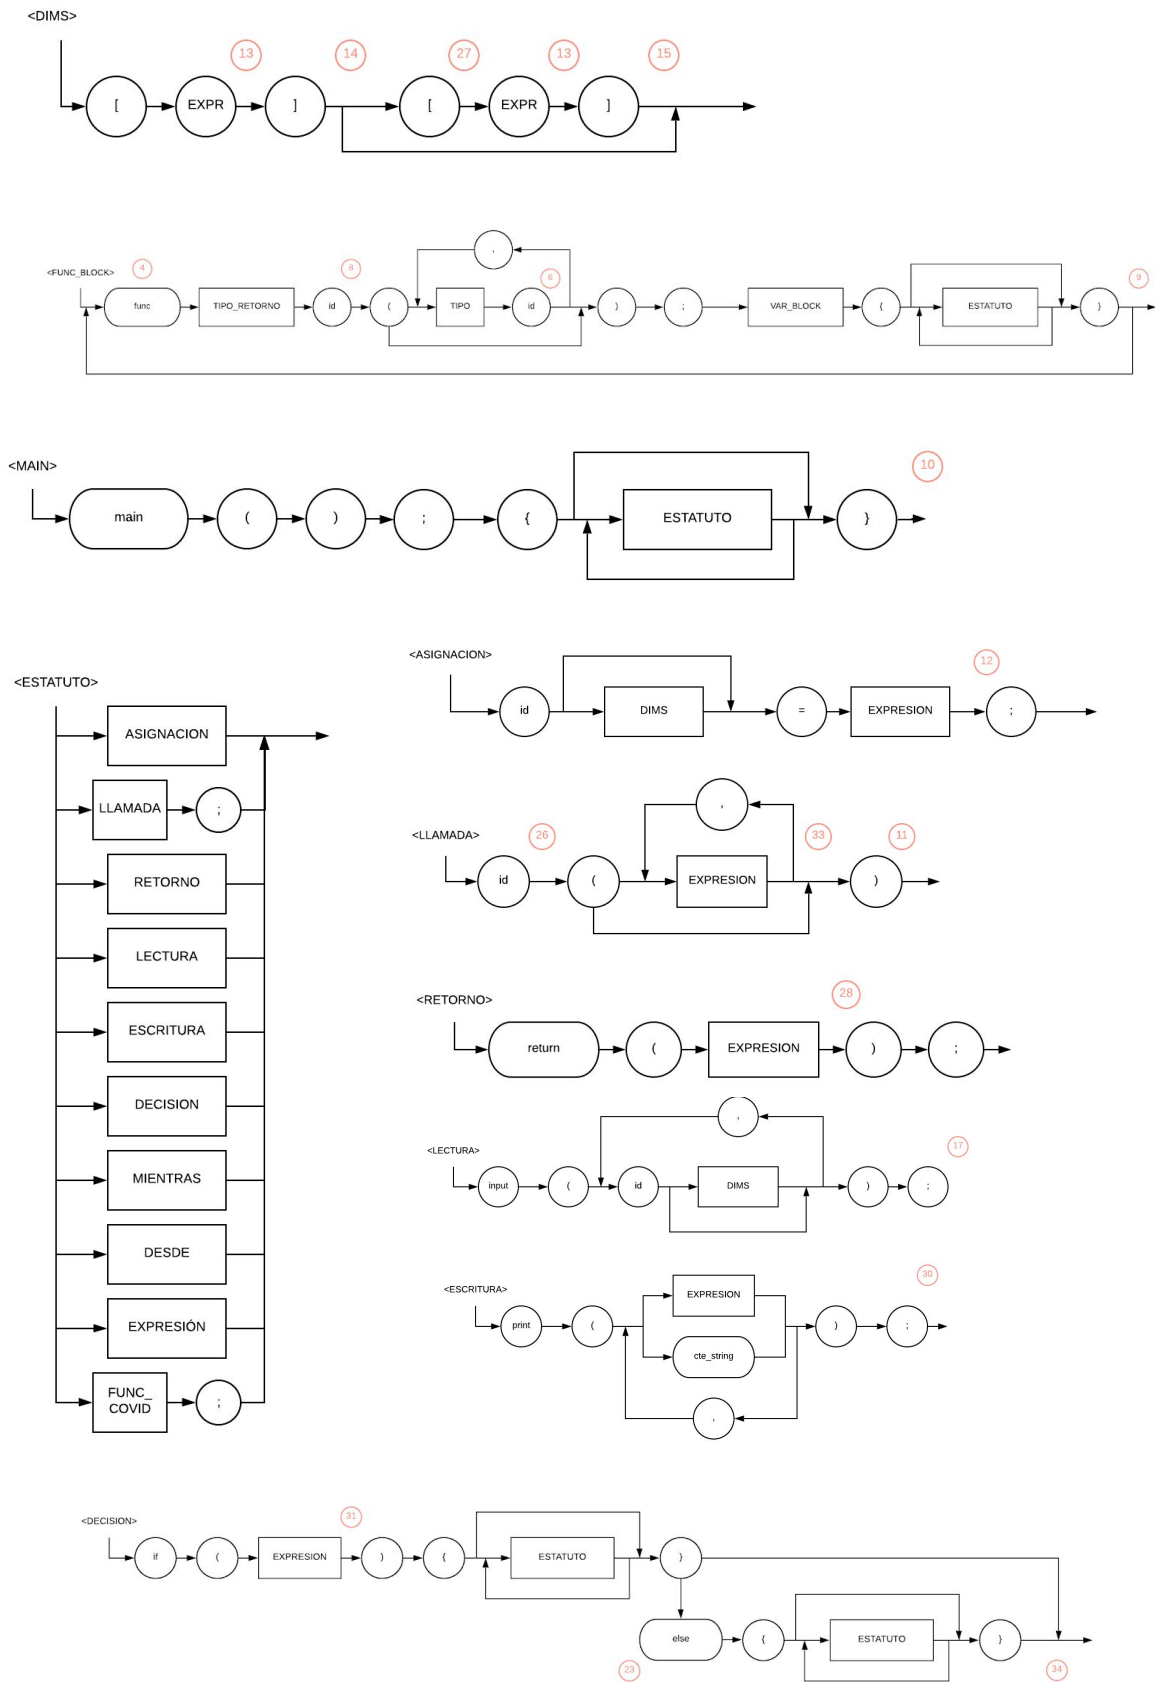 <DIMS>
13 14 27 13 15
[ EXPR ] [ EXPR ]
,
<FUNC_BLOCK> 4 8 6 9
func TIPO_RETORNO id ( TIPO id ) ; VAR_BLOCK { ESTATUTO }
<MAIN> 10
main ( ) ; { ESTATUTO }
<ESTATUTO>
ASIGNACION
LLAMADA ;
RETORNO
LECTURA
ESCRITURA
DECISION
MIENTRAS
DESDE
EXPRESIÓN
FUNC_
COVID ;
<ASIGNACION> 12
id DIMS = EXPRESION ;
,
<LLAMADA> 26 33 11
id ( EXPRESION )
<RETORNO> 28
return ( EXPRESION ) ;
,
<LECTURA> 17
input ( id DIMS ) ;
<ESCRITURA> 30
EXPRESION
print ( ) ;
cte_string
,
<DECISION> 31
if ( EXPRESION ) { ESTATUTO }
else { ESTATUTO }
23 34